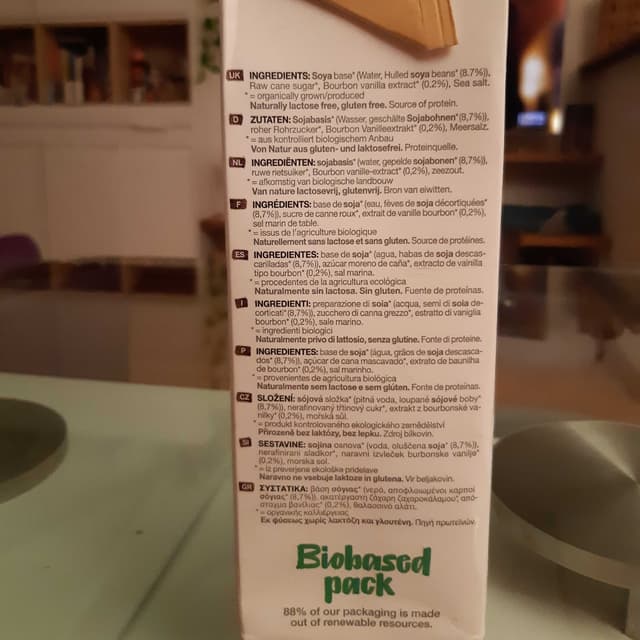 UK INGREDIENTS: Soya base* (Water, Hulled soya beans* (8.7%)),
Raw cane sugar*, Bourbon vanilla extract* (0.2%), Sea salt.
* = organically grown/produced
Naturally lactose free, gluten free. Source of protein.
D ZUTATEN: Sojabasis* (Wasser, geschälte Sojabohnen* (8,7%)),
roher Rohrzucker*, Bourbon Vanilleextrakt* (0,2%), Meersalz.
* = aus kontrolliert biologischem Anbau
Von Natur aus gluten- und laktosefrei. Proteinquelle.
NL INGREDIËNTEN: sojabasis* (water, gepelde sojabonen* (8,7%)),
ruwe rietsuiker*, Bourbon vanille-extract* (0,2%), zeezout.
* = afkomstig van biologische landbouw
Van nature lactosevrij, glutenvrij. Bron van eiwitten.
F INGRÉDIENTS: base de soja* (eau, fèves de soja décortiquées*
(8,7%)), sucre de canne roux*, extrait de vanille bourbon* (0,2%),
sel marin de table.
* = issus de l'agriculture biologique
Naturellement sans lactose et sans gluten. Source de protéines.
ES INGREDIENTES: base de soja* (agua, habas de soja descas-
cariladas* (8,7%)), azúcar moreno de caña*, extracto de vainilla
tipo bourbon* (0,2%), sal marina.
* = procedentes de la agricultura ecológica
Naturalmente sin lactosa. Sin gluten. Fuente de proteínas.
I INGREDIENTI: preparazione di soia* (acqua, semi di soia de-
corticati* (8,7%)), zucchero di canna grezzo*, estratto di vaniglia
bourbon* (0,2%), sale marino.
* = ingredienti biologici
Naturalmente privo di lattosio, senza glutine. Fonte di proteine.
P INGREDIENTES: base de soja* (água, grãos de soja descasca-
dos* (8,7%)), açúcar de cana mascavado*, extrato de baunilha
de bourbon* (0,2%), sal marinho.
* = provenientes de agricultura biológica
Naturalmente sem lactose e sem glúten. Fonte de proteínas.
CZ SLOŽENÍ: sójová složka* (pitná voda, loupané sójové boby*
(8,7%)), nerafinovaný třtinový cukr*, extrakt z bourbonské va-
nilky* (0,2%), mořská sůl.
* = produkt kontrolovaného ekologického zemědělství
Přirozeně bez laktózy, bez lepku. Zdroj bílkovin.
SI SESTAVINE: sojina osnova* (voda, oluščena soja* (8,7%)),
nerafinirani sladkor*, naravni izvleček burbonske vanilije*
(0,2%), morska sol.
* = iz preverjene ekološke pridelave
Naravno ne vsebuje laktoze in glutena. Vir beljakovin.
GR ΣΥΣΤΑΤΙΚΑ: βάση σόγιας* (νερό, αποφλοιωμένοι καρποί
σόγιας* (8,7%)), ακατέργαστη ζάχαρη ζαχαροκάλαμου*, από-
σταγμα βανίλιας* (0,2%), θαλασσινό αλάτι.
* = οργανικής καλλιέργειας
Εκ φύσεως χωρίς λακτόζη και γλουτένη. Πηγή πρωτεϊνών.
Biobased
pack
88% of our packaging is made
out of renewable resources.